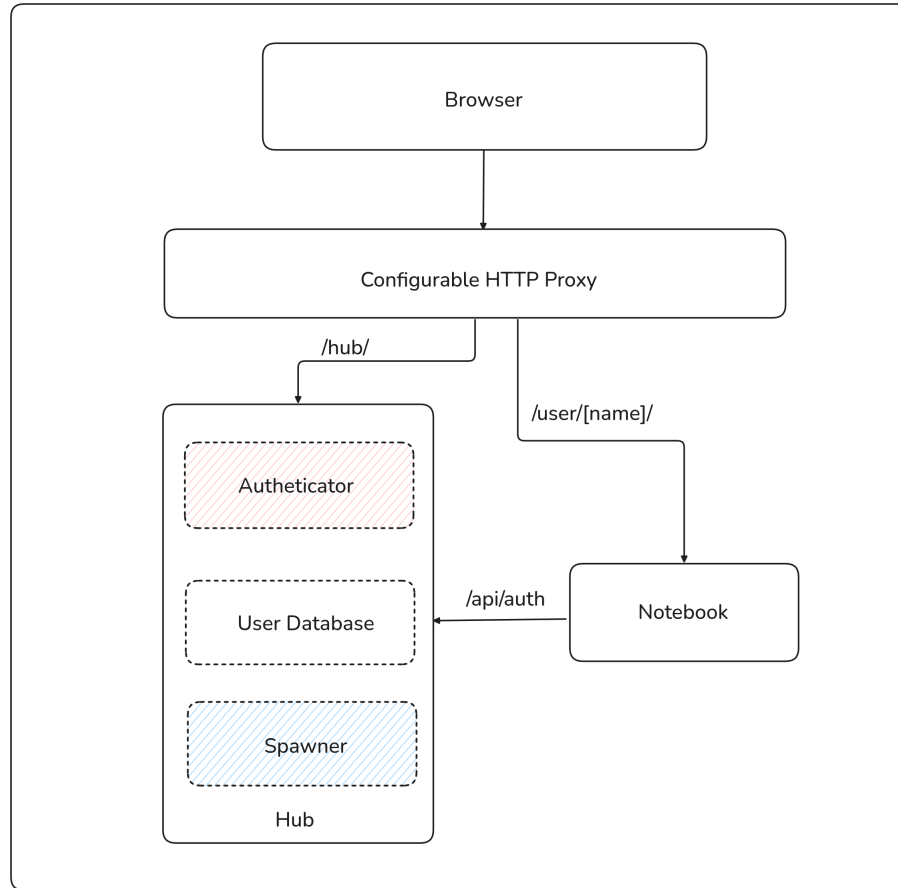 Browser
Configurable HTTP Proxy
/hub/
/user/[name]/
Autheticator
/api/auth
User Database
Notebook
Spawner
Hub